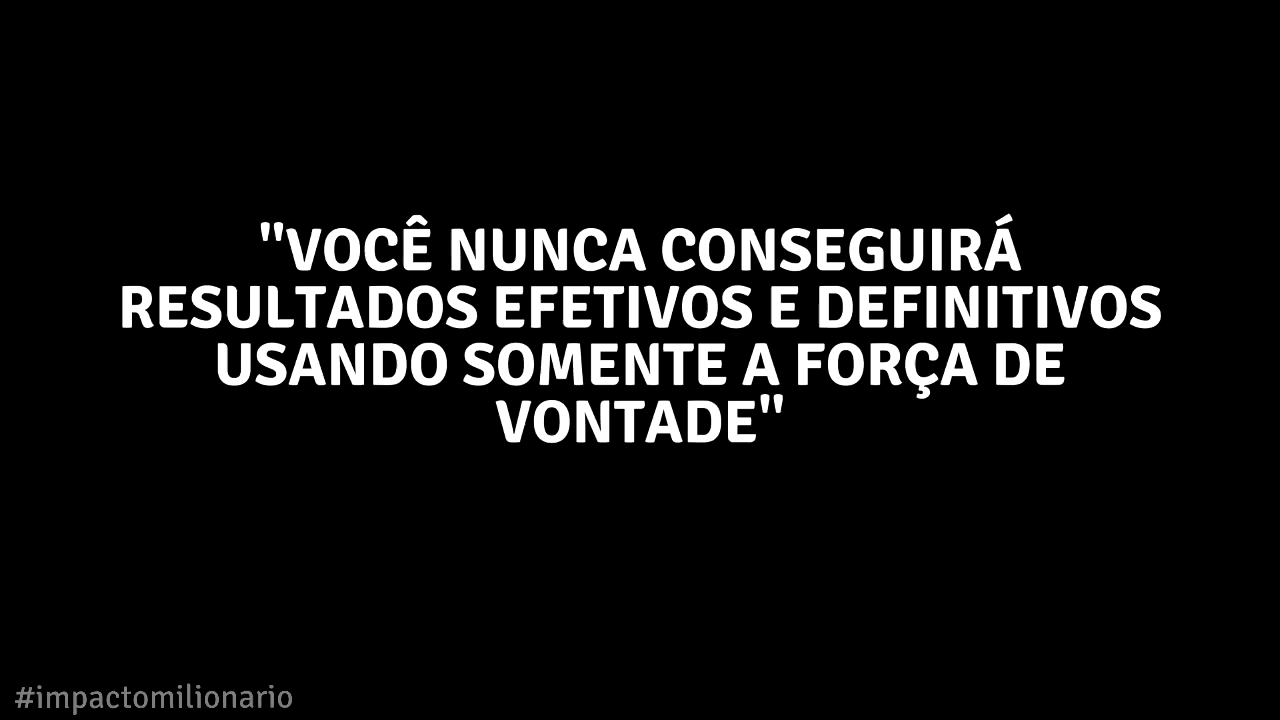 "VOCÊ NUNCA CONSEGUIRÁ
RESULTADOS EFETIVOS E DEFINITIVOS
USANDO SOMENTE A FORÇA DE
VONTADE"
#impactomilionario